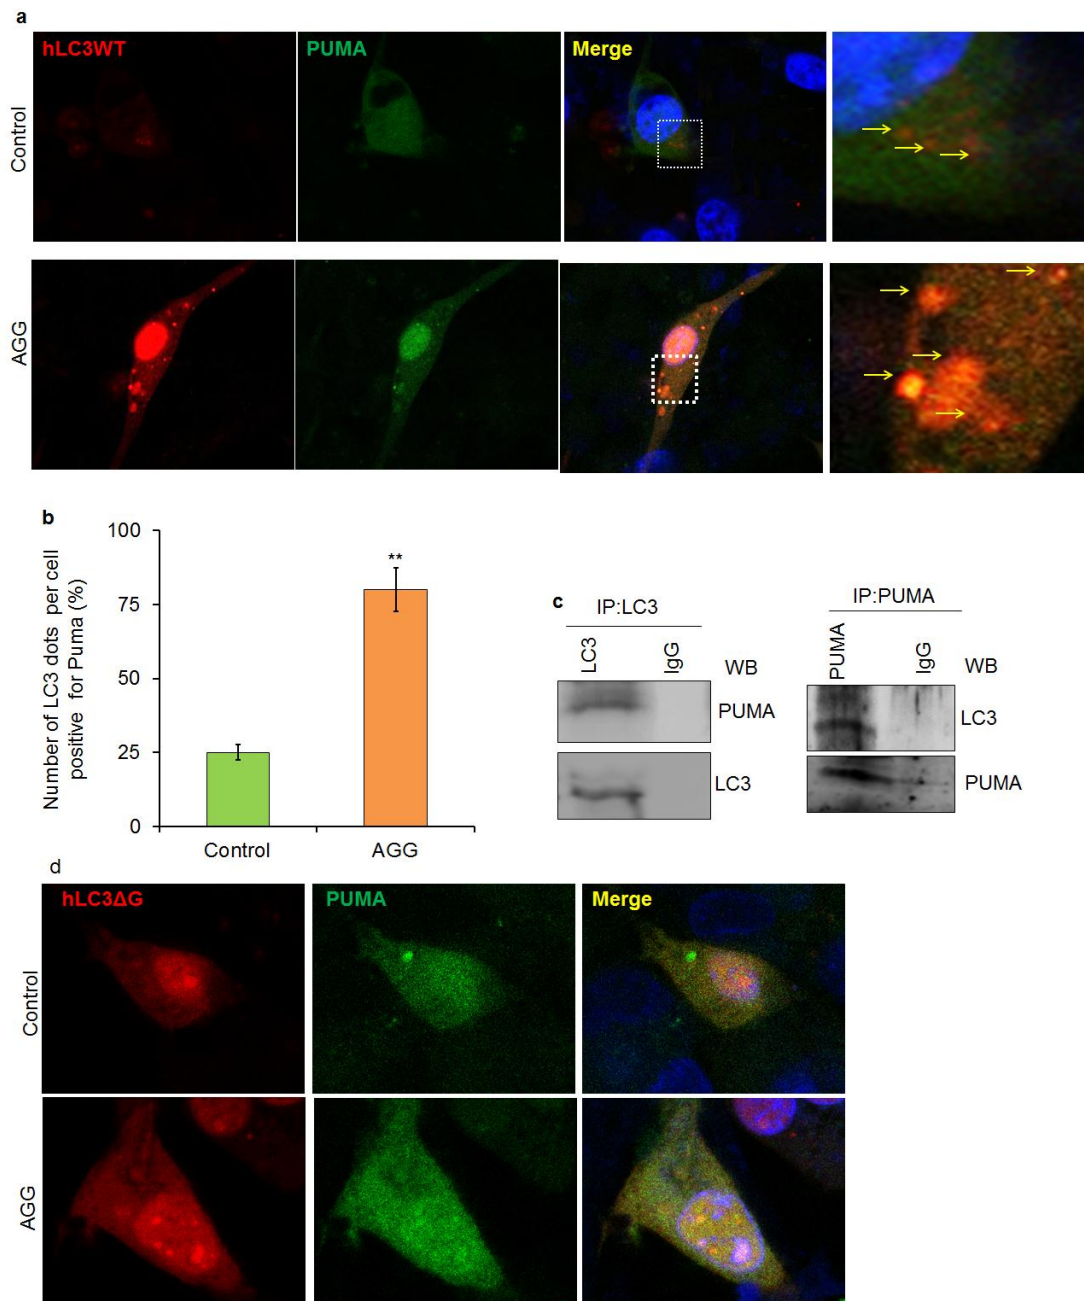 a
hLC3WT
PUMA
Merge
Control
AGG
b
Number of LC3 dots per cell
positive for Puma (%)
100
75
50
25
0
**
Control
AGG
c
IP:LC3
LC3
IgG
WB
PUMA
LC3
IP:PUMA
PUMA
IgG
WB
LC3
PUMA
d
hLC3ΔG
PUMA
Merge
Control
AGG